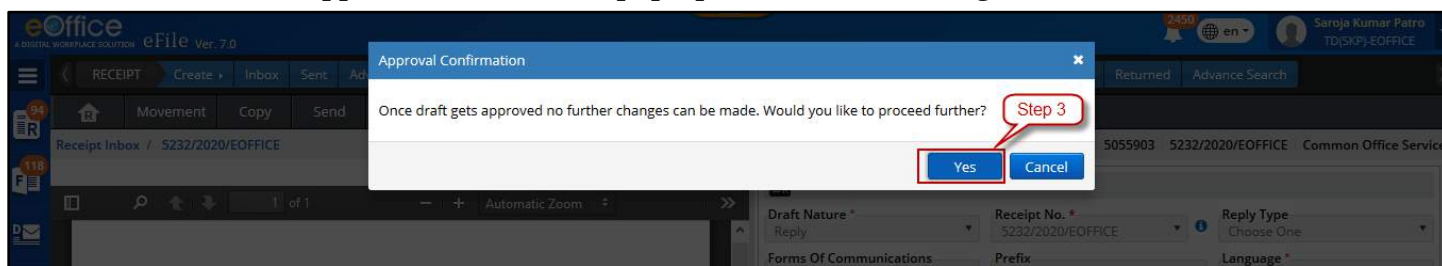 2450
eOffice
A DIGITAL WORKPLACE SOLUTION
eFile Ver. 7.0
en
Saroja Kumar Patro
TD(SKP)-EOFFICE
Approval Confirmation
RECEIPT Create Inbox Sent Returned Advance Search
Once draft gets approved no further changes can be made. Would you like to proceed further?
Step 3
94
R
Movement Copy Send
Receipt Inbox / 5232/2020/EOFFICE
5055903 5232/2020/EOFFICE Common Office Service
Yes Cancel
118
F
1 of 1 Automatic Zoom
Draft Nature * Receipt No. * Reply Type
Reply 5232/2020/EOFFICE Choose One
D
Forms Of Communications Prefix Language *